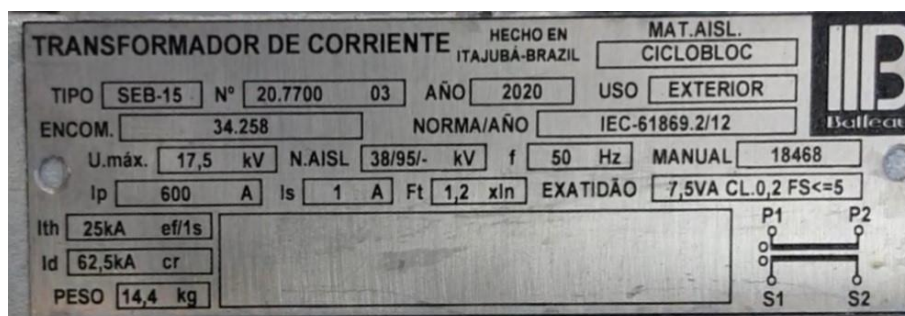 TRANSFORMADOR DE CORRIENTE HECHO EN ITAJUBÁ-BRAZIL MAT.AISL. CICLOBLOC
TIPO SEB-15 Nº 20.7700 03 AÑO 2020 USO EXTERIOR
Balteau
ENCOM. 34.258 NORMA/AÑO IEC-61869.2/12
U.máx. 17,5 kV N.AISL 38/95/- kV f 50 Hz MANUAL 18468
Ip 600 A Is 1 A Ft 1,2 xIn EXATIDÃO 7,5VA CL.0,2 FS<=5
Ith 25kA ef/1s P1 P2
Id 62,5kA cr
PESO 14,4 kg S1 S2